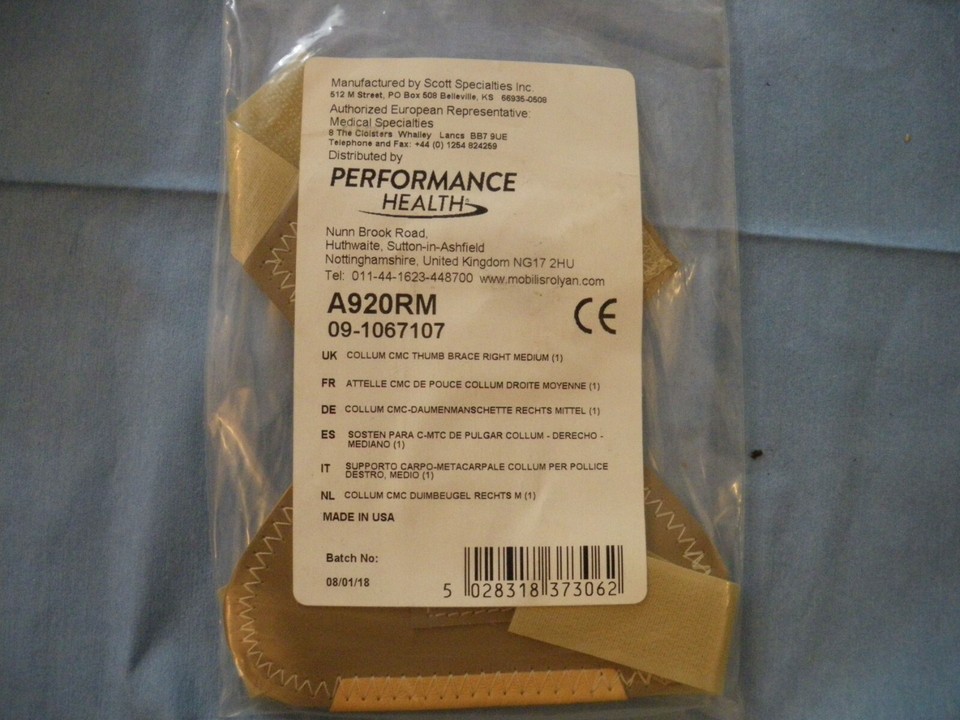 Manufactured by Scott Specialties Inc.
512 M Street, PO Box 508 Belleville, KS 66935-0508
Authorized European Representative:
Medical Specialties
8 The Cloisters Whalley Lancs BB7 9UE
Telephone and Fax: +44 (0) 1254 824259
Distributed by
PERFORMANCE
HEALTH®
Nunn Brook Road,
Huthwaite, Sutton-in-Ashfield
Nottinghamshire, United Kingdom NG17 2HU
Tel: 011-44-1623-448700 www.mobilisrolyan.com
A920RM
09-1067107
CE
UK COLLUM CMC THUMB BRACE RIGHT MEDIUM (1)
FR ATTELLE CMC DE POUCE COLLUM DROITE MOYENNE (1)
DE COLLUM CMC-DAUMENMANSCHETTE RECHTS MITTEL (1)
ES SOSTEN PARA C-MTC DE PULGAR COLLUM - DERECHO -
MEDIANO (1)
IT SUPPORTO CARPO-METACARPALE COLLUM PER POLLICE
DESTRO, MEDIO (1)
NL COLLUM CMC DUIMBEUGEL RECHTS M (1)
MADE IN USA
Batch No:
08/01/18
5 028318 373062